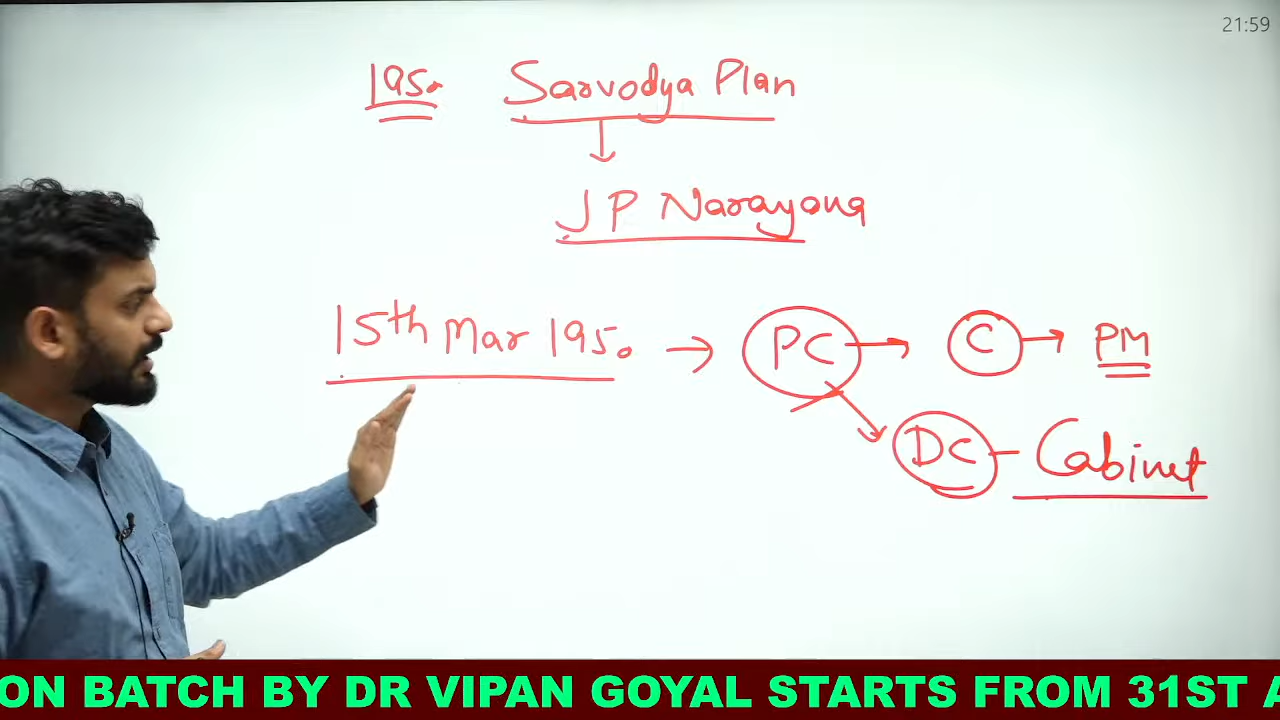 21:59
1950 Sarvodya Plan
J P Narayana
15th Mar 1950 → PC → C → PM
DC - Cabinet
ON BATCH BY DR VIPAN GOYAL STARTS FROM 31ST A